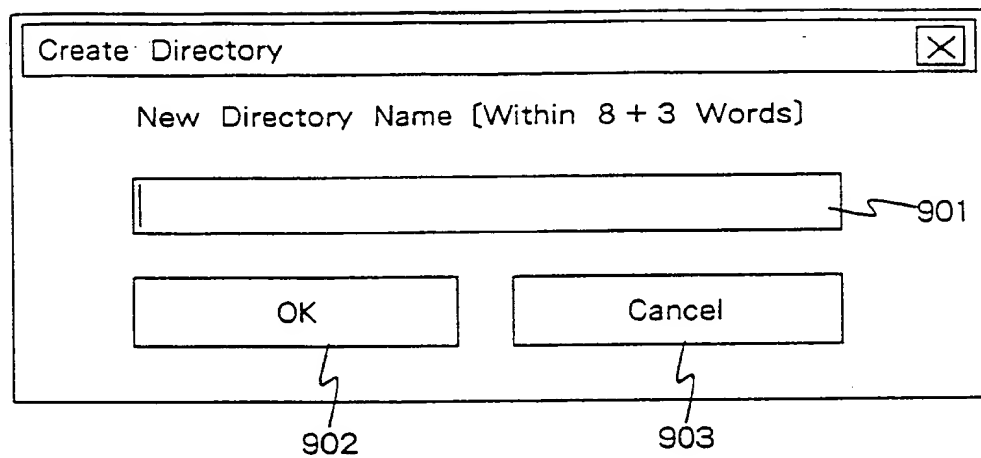 Create Directory
New Directory Name [Within 8 + 3 Words]
901
OK
Cancel
902
903